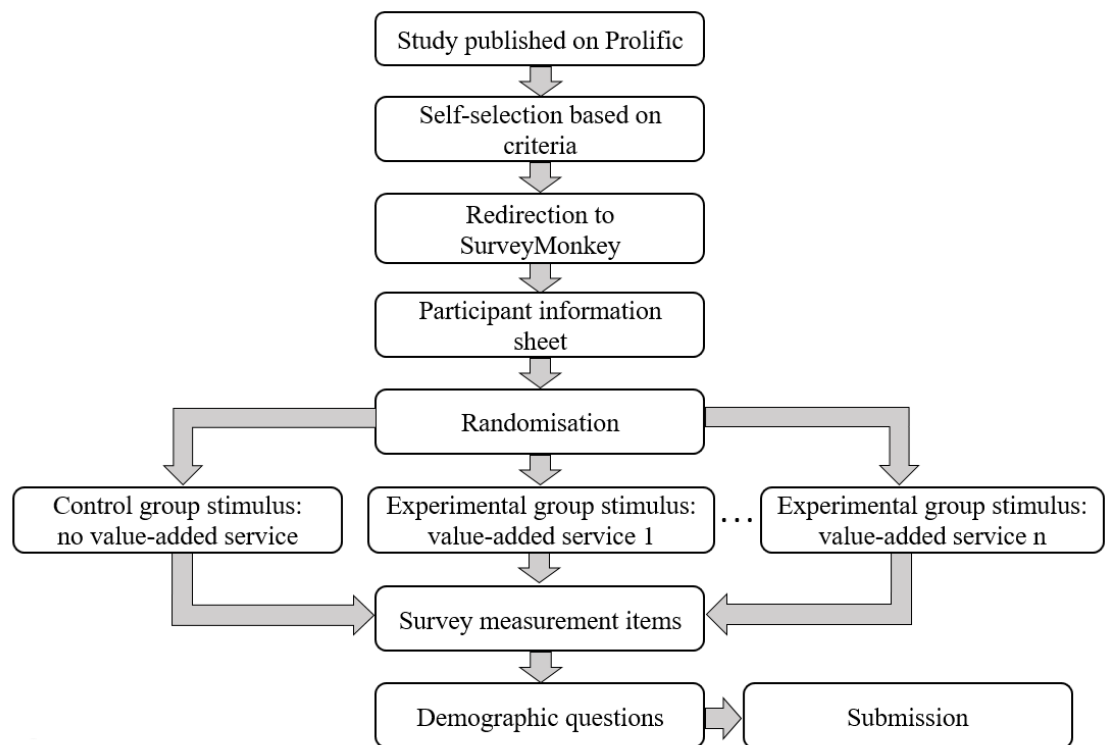 Study published on Prolific
Self-selection based on
criteria
Redirection to
SurveyMonkey
Participant information
sheet
Randomisation
Control group stimulus:
no value-added service
Experimental group stimulus:
value-added service 1
...
Experimental group stimulus:
value-added service n
Survey measurement items
Demographic questions
Submission